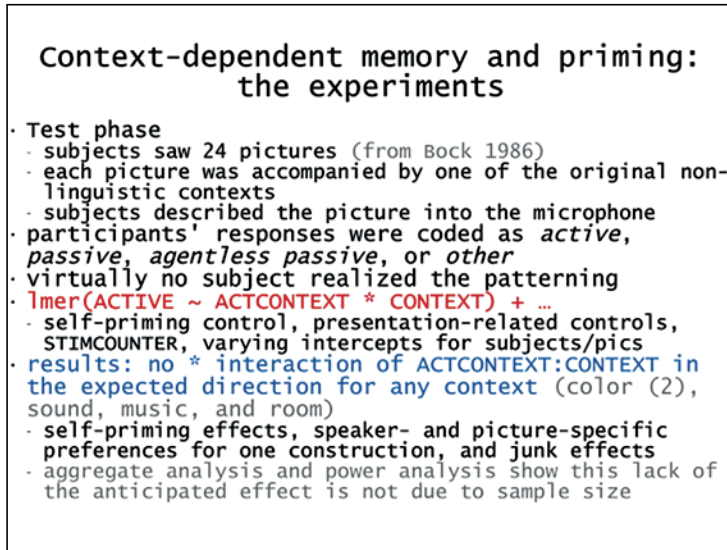 Context-dependent memory and priming:
the experiments
· Test phase
- subjects saw 24 pictures (from Bock 1986)
- each picture was accompanied by one of the original non-
linguistic contexts
- subjects described the picture into the microphone
· participants' responses were coded as active,
passive, agentless passive, or other
· virtually no subject realized the patterning
· lmer(ACTIVE ~ ACTCONTEXT * CONTEXT) + …
- self-priming control, presentation-related controls,
STIMCOUNTER, varying intercepts for subjects/pics
· results: no * interaction of ACTCONTEXT:CONTEXT in
the expected direction for any context (color (2),
sound, music, and room)
- self-priming effects, speaker- and picture-specific
preferences for one construction, and junk effects
- aggregate analysis and power analysis show this lack of
the anticipated effect is not due to sample size